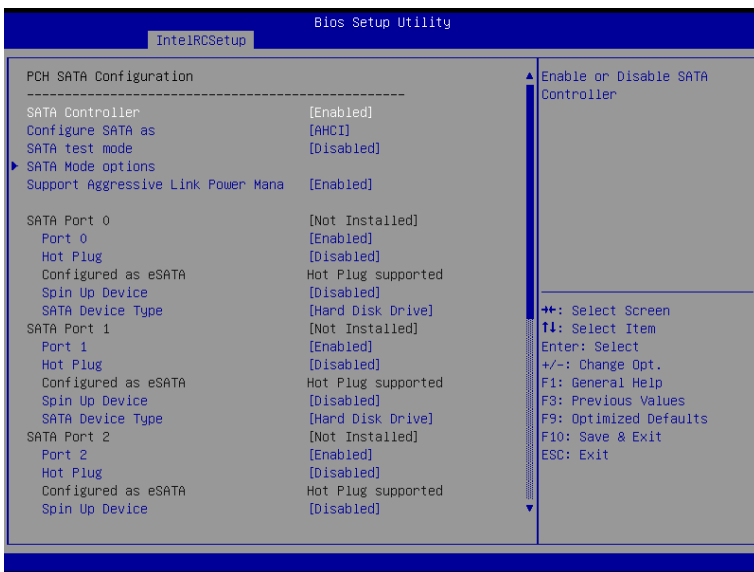 Bios Setup Utility
IntelRCSetup
PCH SATA Configuration
------------------------------------------------
SATA Controller [Enabled]
Configure SATA as [AHCI]
SATA test mode [Disabled]
SATA Mode options
Support Aggressive Link Power Mana [Enabled]
SATA Port 0 [Not Installed]
Port 0 [Enabled]
Hot Plug [Disabled]
Configured as eSATA Hot Plug supported
Spin Up Device [Disabled]
SATA Device Type [Hard Disk Drive]
SATA Port 1 [Not Installed]
Port 1 [Enabled]
Hot Plug [Disabled]
Configured as eSATA Hot Plug supported
Spin Up Device [Disabled]
SATA Device Type [Hard Disk Drive]
SATA Port 2 [Not Installed]
Port 2 [Enabled]
Hot Plug [Disabled]
Configured as eSATA Hot Plug supported
Spin Up Device [Disabled]
Enable or Disable SATA
Controller
→←: Select Screen
↑↓: Select Item
Enter: Select
+/-: Change Opt.
F1: General Help
F3: Previous Values
F9: Optimized Defaults
F10: Save & Exit
ESC: Exit